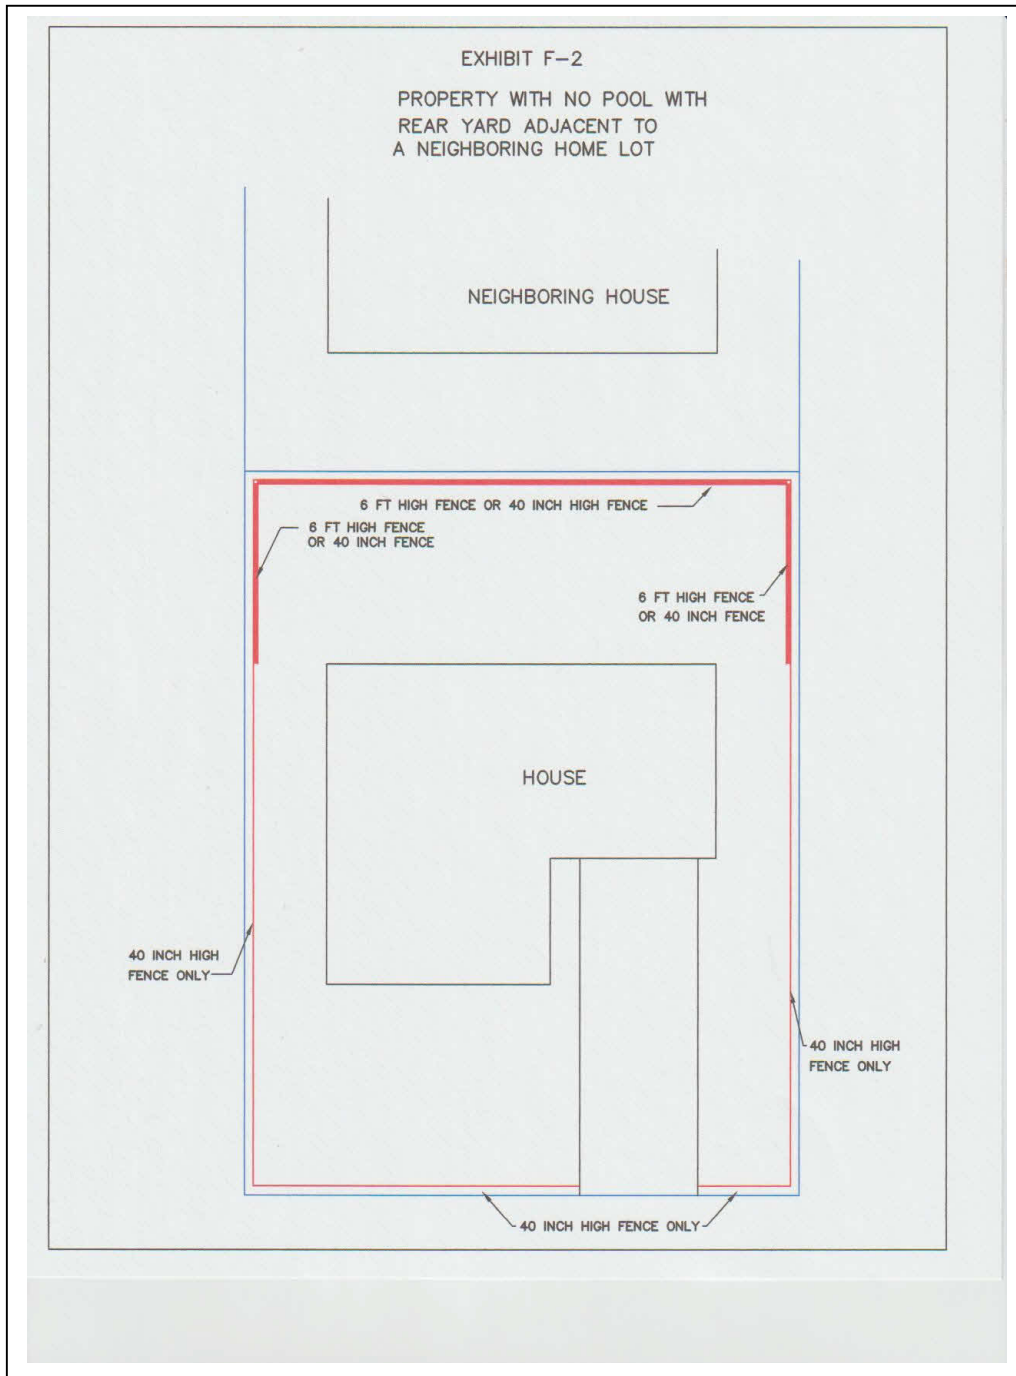 EXHIBIT F-2
PROPERTY WITH NO POOL WITH
REAR YARD ADJACENT TO
A NEIGHBORING HOME LOT
NEIGHBORING HOUSE
6 FT HIGH FENCE OR 40 INCH HIGH FENCE
6 FT HIGH FENCE
OR 40 INCH FENCE
6 FT HIGH FENCE
OR 40 INCH FENCE
HOUSE
40 INCH HIGH
FENCE ONLY
40 INCH HIGH
FENCE ONLY
40 INCH HIGH FENCE ONLY